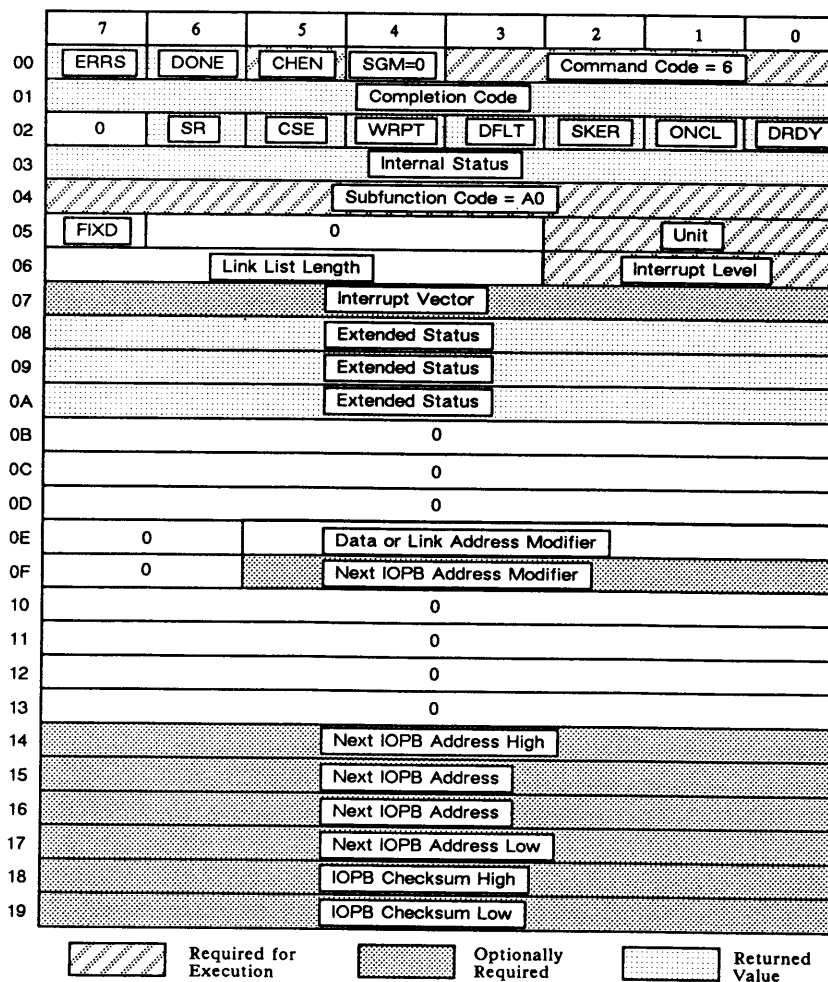 7 6 5 4 3 2 1 0
00 ERRS DONE CHEN SGM=0 Command Code = 6
01 Completion Code
02 0 SR CSE WRPT DFLT SKER ONCL DRDY
03 Internal Status
04 Subfunction Code = A0
05 FIXD 0 Unit
06 Link List Length Interrupt Level
07 Interrupt Vector
08 Extended Status
09 Extended Status
0A Extended Status
0B 0
0C 0
0D 0
0E 0 Data or Link Address Modifier
0F 0 Next IOPB Address Modifier
10 0
11 0
12 0
13 0
14 Next IOPB Address High
15 Next IOPB Address
16 Next IOPB Address
17 Next IOPB Address Low
18 IOPB Checksum High
19 IOPB Checksum Low
Required for Optionally Returned
Execution Required Value